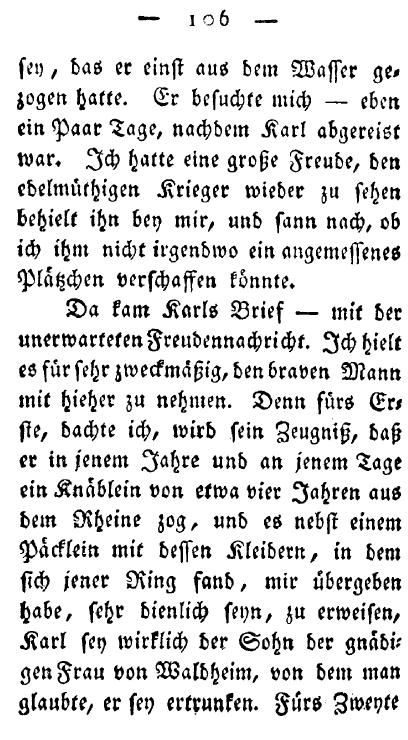 — 106 —
sey, das er einst aus dem Wasser ge-
zogen hatte. Er besuchte mich — eben
ein Paar Tage, nachdem Karl abgereist
war. Ich hatte eine große Freude, den
edelmüthigen Krieger wieder zu sehen
behielt ihn bey mir, und sann nach, ob
ich ihm nicht irgendwo ein angemessenes
Plätzchen verschaffen könnte.
Da kam Karls Brief — mit der
unerwarteten Freudennachricht. Ich hielt
es für sehr zweckmäßig, den braven Mann
mit hieher zu nehmen. Denn fürs Er-
ste, dachte ich, wird sein Zeugniß, daß
er in jenem Jahre und an jenem Tage
ein Knäblein von etwa vier Jahren aus
dem Rheine zog, und es nebst einem
Päcklein mit dessen Kleidern, in dem
sich jener Ring fand, mir übergeben
habe, sehr dienlich seyn, zu erweisen,
Karl sey wirklich der Sohn der gnädi-
gen Frau von Waldheim, von dem man
glaubte, er sey ertrunken. Fürs Zweyte